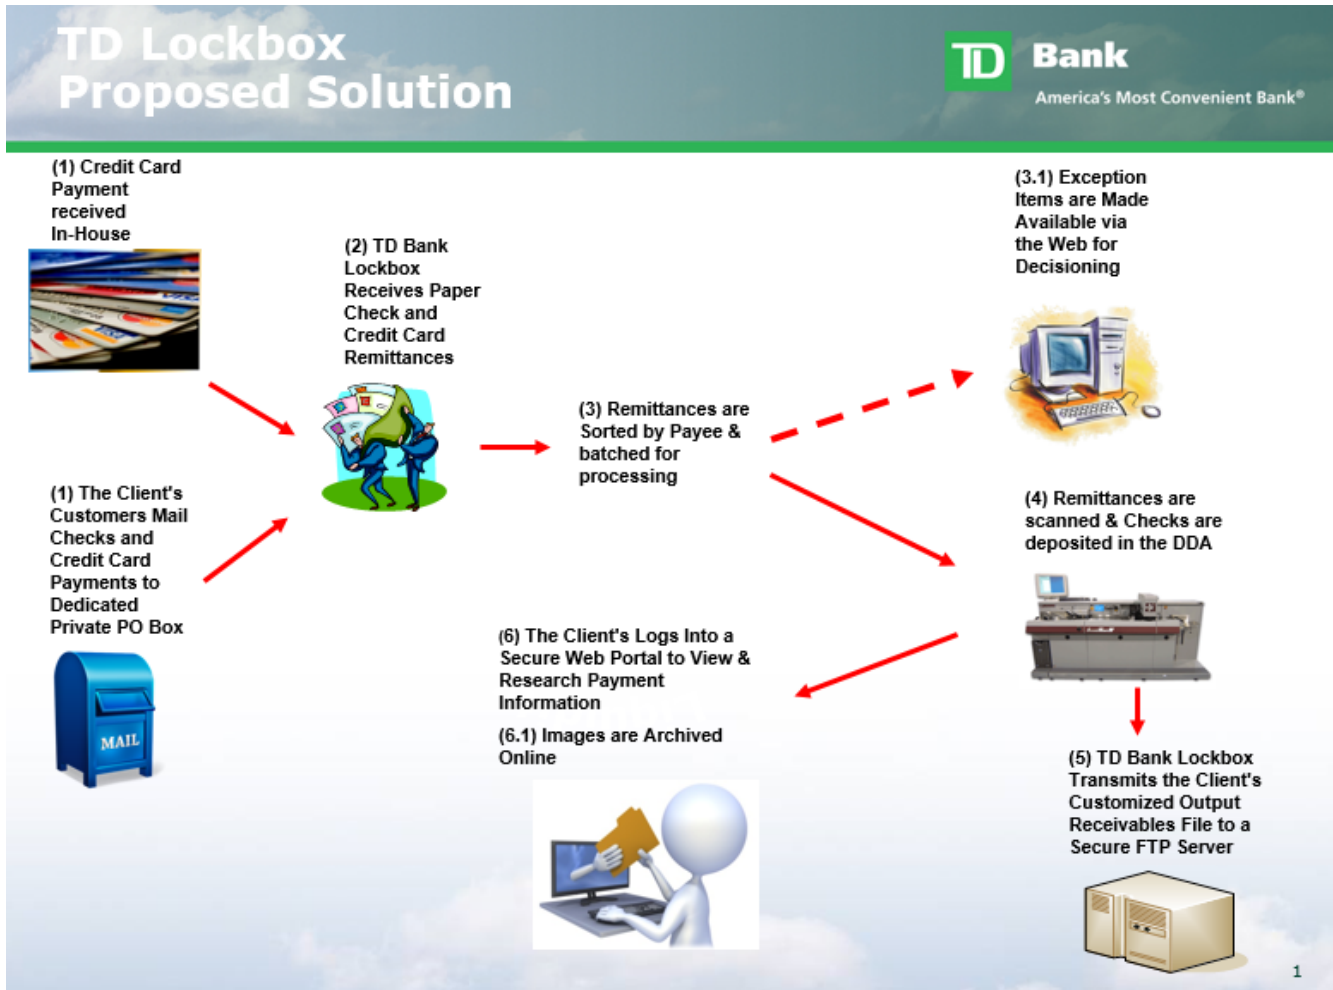 TD Lockbox
Proposed Solution
TD Bank
America's Most Convenient Bank®
(1) Credit Card
Payment
received
In-House
(2) TD Bank
Lockbox
Receives Paper
Check and
Credit Card
Remittances
(3.1) Exception
Items are Made
Available via
the Web for
Decisioning
(3) Remittances are
Sorted by Payee &
batched for
processing
(1) The Client's
Customers Mail
Checks and
Credit Card
Payments to
Dedicated
Private PO Box
MAIL
(4) Remittances are
scanned & Checks are
deposited in the DDA
(6) The Client's Logs Into a
Secure Web Portal to View &
Research Payment
Information
(6.1) Images are Archived
Online
(5) TD Bank Lockbox
Transmits the Client's
Customized Output
Receivables File to a
Secure FTP Server
1